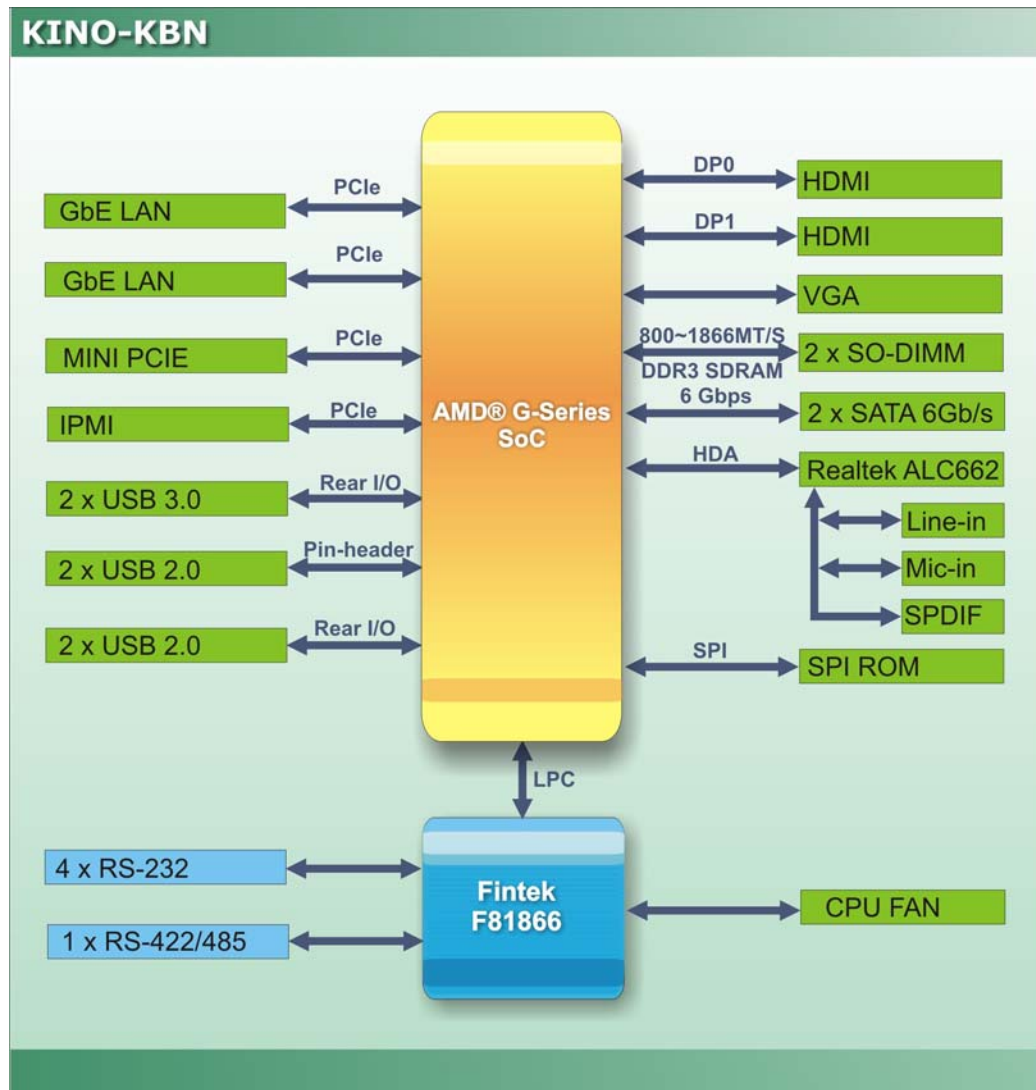 KINO-KBN
PCIe
GbE LAN
PCIe
GbE LAN
PCIe
MINI PCIE
PCIe
IPMI
Rear I/O
2 x USB 3.0
Pin-header
2 x USB 2.0
Rear I/O
2 x USB 2.0
AMD® G-Series
SoC
DP0
HDMI
DP1
HDMI
VGA
800~1866MT/S
2 x SO-DIMM
DDR3 SDRAM
6 Gbps
2 x SATA 6Gb/s
HDA
Realtek ALC662
Line-in
Mic-in
SPDIF
SPI
SPI ROM
LPC
4 x RS-232
1 x RS-422/485
Fintek
F81866
CPU FAN